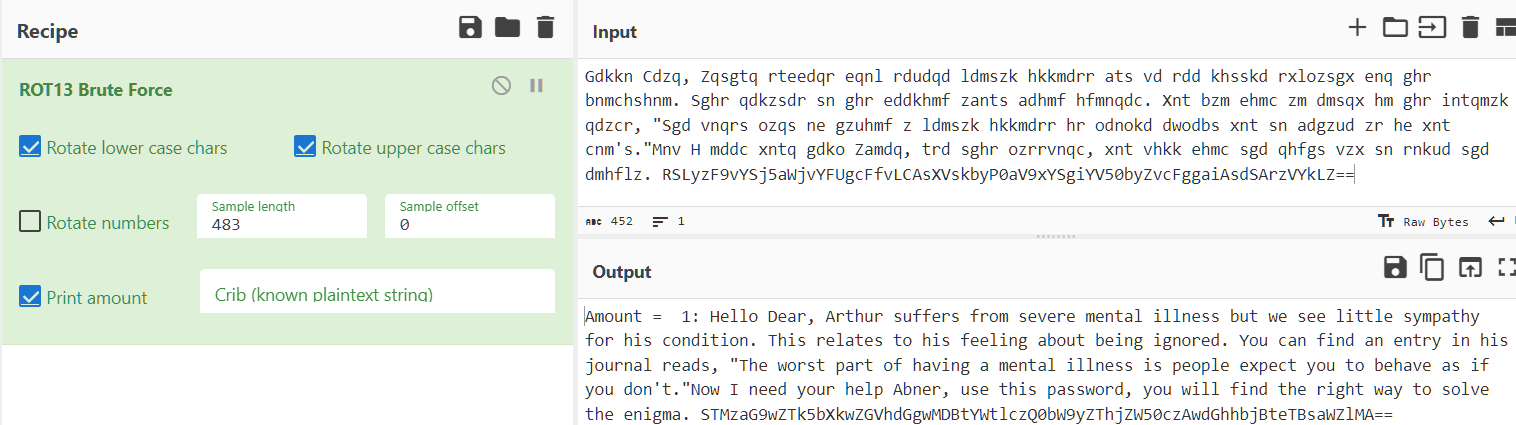 Recipe
ROT13 Brute Force
Rotate lower case chars
Rotate upper case chars
Rotate numbers
Sample length
483
Sample offset
0
Print amount
Crib (known plaintext string)
Input
Gdkkn Cdzq, Zqsgtq rteedqr eqnl rdudqd ldmszk hkkmdrr ats vd rdd khsskd rxlozsgx enq ghr
bnmchshnm. Sghr qdkzsdr sn ghr eddkhmf zants adhmf hfmnqdc. Xnt bzm ehmc zm dmsqx hm ghr intqmzk
qdzcr, "Sgd vnqrs ozqs ne gzuhmf z ldmszk hkkmdrr hr odnokd dwodbs xnt sn adgzud zr he xnt
cnm's."Mnv H mddc xntq gdko Zamdq, trd sghr ozrrvnqc, xnt vhkk ehmc sgd qhfgs vzx sn rnkud sgd
dmhflz. RSLyzF9vYSj5aWjvYFUgcFfvLCAsXVskbyP0aV9xYSgiYV50byZvcFggaiAsdSArzVYkLZ==
ABC 452
1
Raw Bytes
Output
Amount =  1: Hello Dear, Arthur suffers from severe mental illness but we see little sympathy
for his condition. This relates to his feeling about being ignored. You can find an entry in his
journal reads, "The worst part of having a mental illness is people expect you to behave as if
you don't."Now I need your help Abner, use this password, you will find the right way to solve
the enigma. STMzaG9wZTk5bXkwZGVhdGgwMDBtYWtlczQ0bW9yZThjZW50czAwdGhhbjBteTBsaWZlMA==